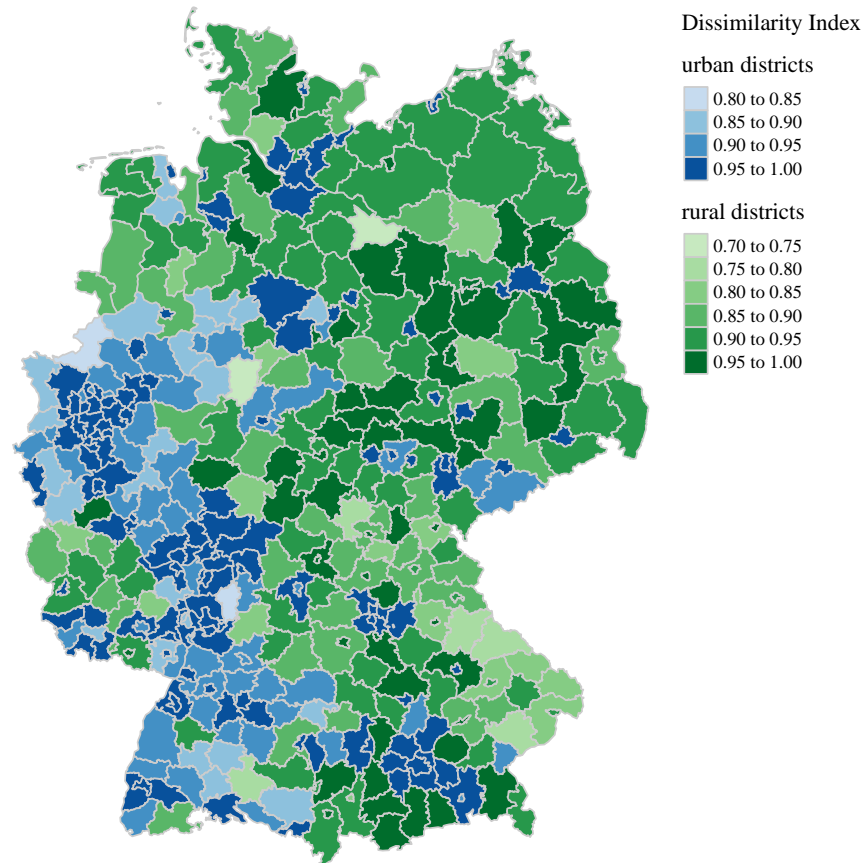 Dissimilarity Index
urban districts
0.80 to 0.85
0.85 to 0.90
0.90 to 0.95
0.95 to 1.00
rural districts
0.70 to 0.75
0.75 to 0.80
0.80 to 0.85
0.85 to 0.90
0.90 to 0.95
0.95 to 1.00